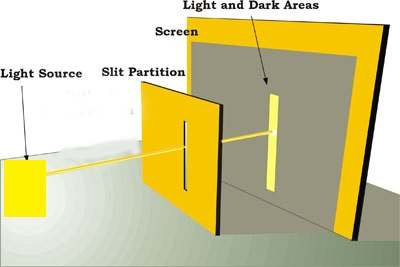 Light and Dark Areas
Screen
Slit Partition
Light Source